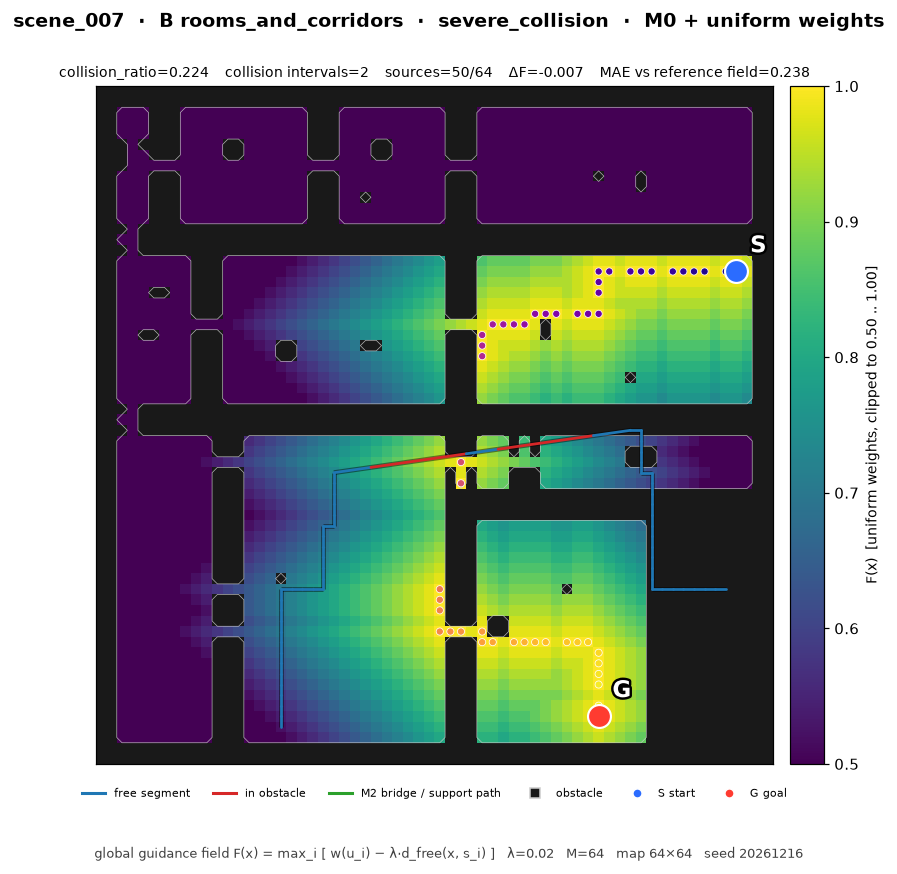 scene_007 · B rooms_and_corridors · severe_collision · M0 + uniform weights
collision_ratio=0.224 collision intervals=2 sources=50/64 ΔF=-0.007 MAE vs reference field=0.238
S
G
1.0
0.9
0.8
0.7
0.6
0.5
F(x) [uniform weights, clipped to 0.50 .. 1.00]
free segment
in obstacle
M2 bridge / support path
obstacle
S start
G goal
global guidance field F(x) = max_i [ w(u_i) − λ·d_free(x, s_i) ] λ=0.02 M=64 map 64×64 seed 20261216